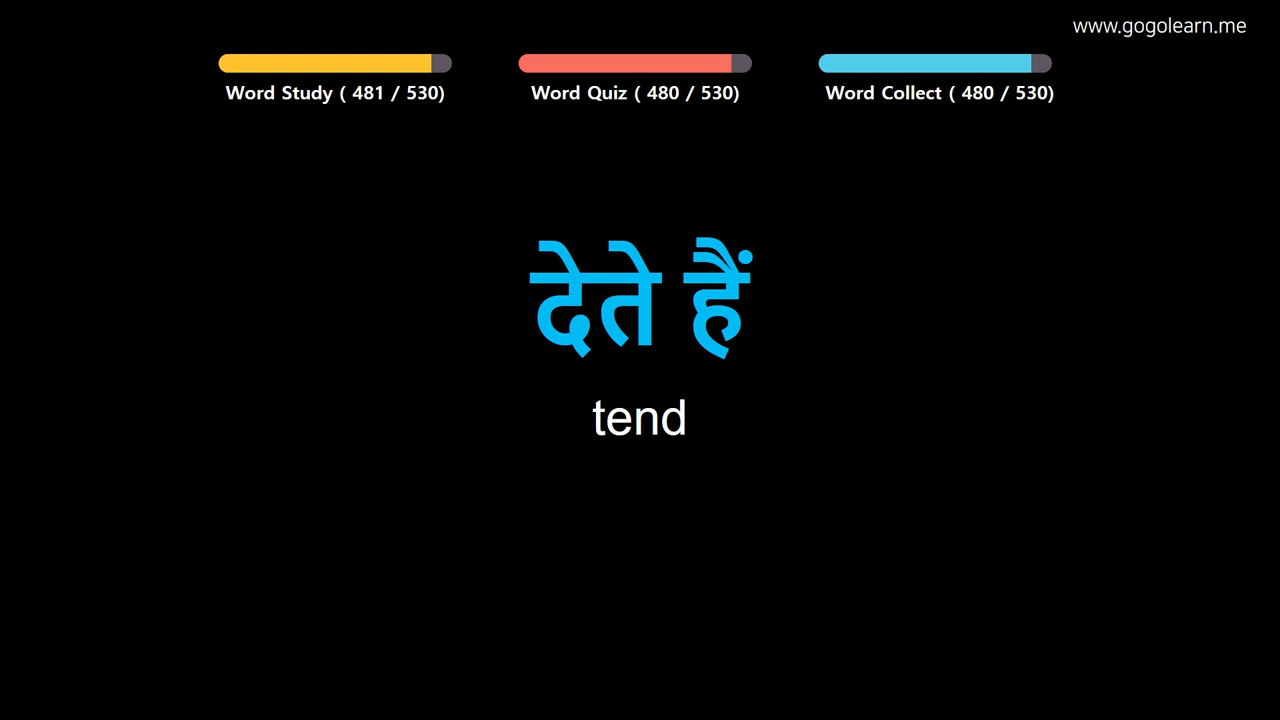 www.gogolearn.me
Word Study ( 481 / 530)
Word Quiz ( 480 / 530)
Word Collect ( 480 / 530)
देते हैं
tend